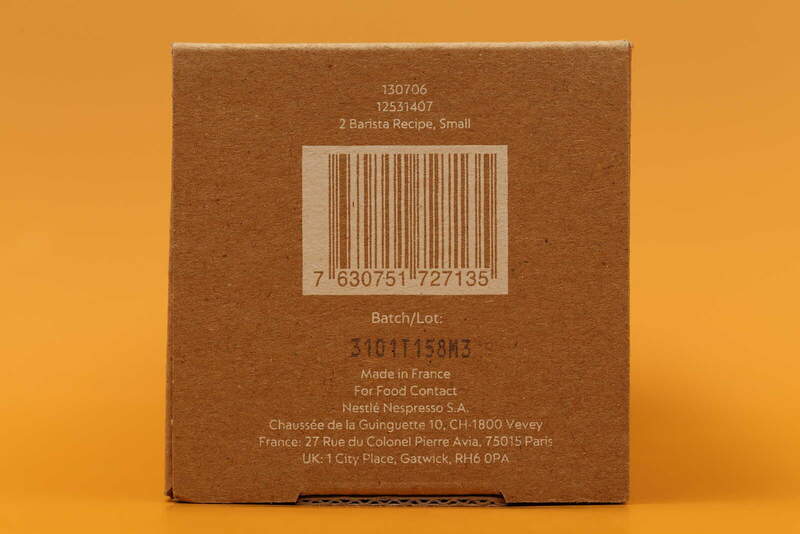 130706
12531407
2 Barista Recipe, Small
7 630751 727135
Batch/Lot:
3101T158M3
Made in France
For Food Contact
Nestlé Nespresso S.A.
Chaussée de la Guinguette 10, CH-1800 Vevey
France: 27 Rue du Colonel Pierre Avia, 75015 Paris
UK: 1 City Place, Gatwick, RH6 0PA